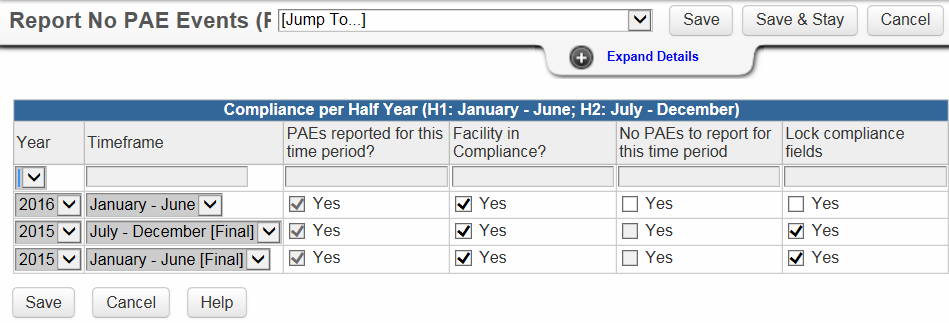 Report No PAE Events (F [Jump To...] Save Save & Stay Cancel
Expand Details
Compliance per Half Year (H1: January - June; H2: July - December)
Year Timeframe PAEs reported for this time period? Facility in Compliance? No PAEs to report for this time period Lock compliance fields
2016 January - June Yes Yes Yes Yes
2015 July - December [Final] Yes Yes Yes Yes
2015 January - June [Final] Yes Yes Yes Yes
Save Cancel Help